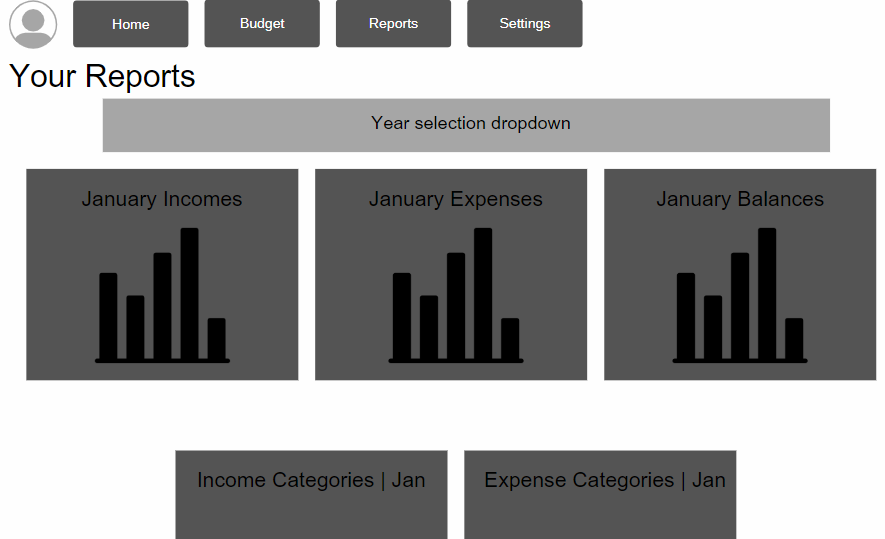 Home
Budget
Reports
Settings
Your Reports
Year selection dropdown
January Incomes
January Expenses
January Balances
Income Categories | Jan
Expense Categories | Jan